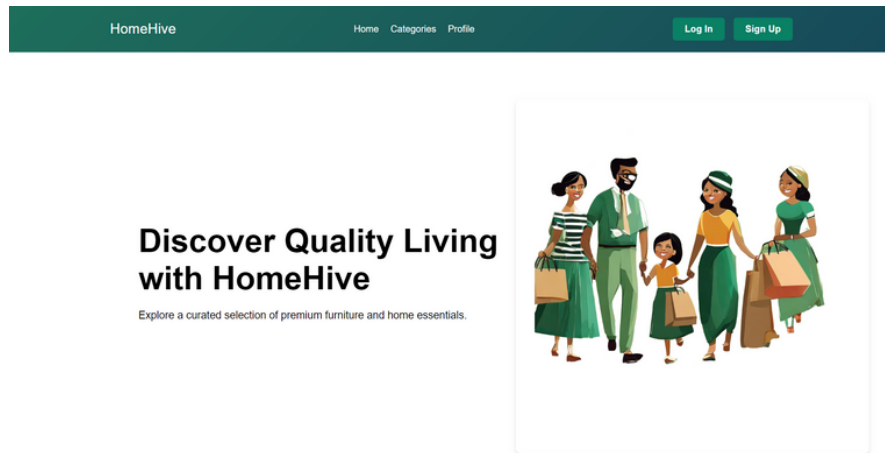 HomeHive
Home Categories Profile
Log In Sign Up
Discover Quality Living
with HomeHive
Explore a curated selection of premium furniture and home essentials.